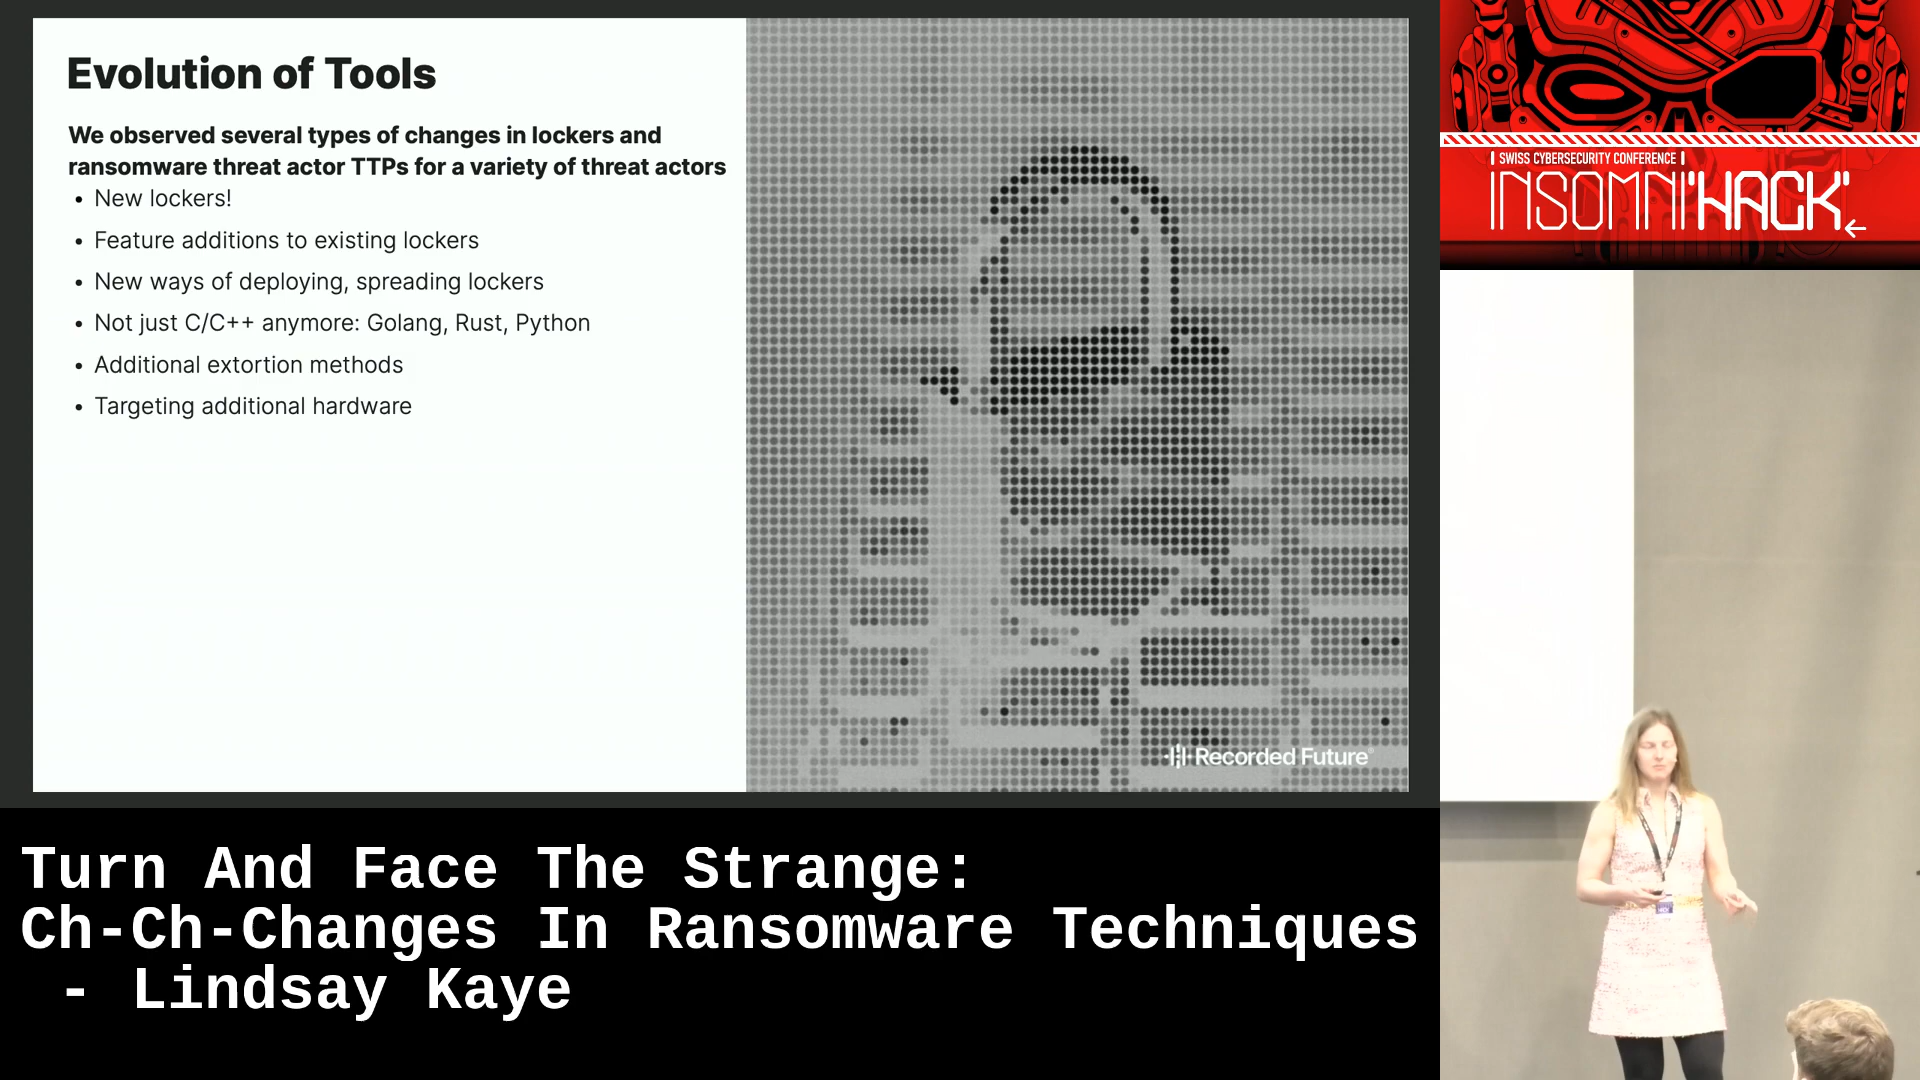 Evolution of Tools
We observed several types of changes in lockers and
ransomware threat actor TTPs for a variety of threat actors
• New lockers!
• Feature additions to existing lockers
• New ways of deploying, spreading lockers
• Not just C/C++ anymore: Golang, Rust, Python
• Additional extortion methods
• Targeting additional hardware
Recorded Future®
SWISS CYBERSECURITY CONFERENCE
INSOMNI'HACK'
Turn And Face The Strange:
Ch-Ch-Changes In Ransomware Techniques
- Lindsay Kaye